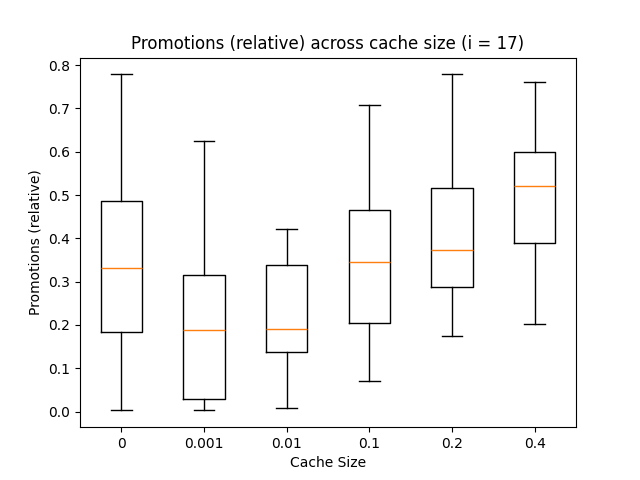 Promotions (relative) across cache size (i = 17)
0.8
0.7
0.6
0.5
0.4
0.3
0.2
0.1
0.0
Promotions (relative)
0 0.001 0.01 0.1 0.2 0.4
Cache Size